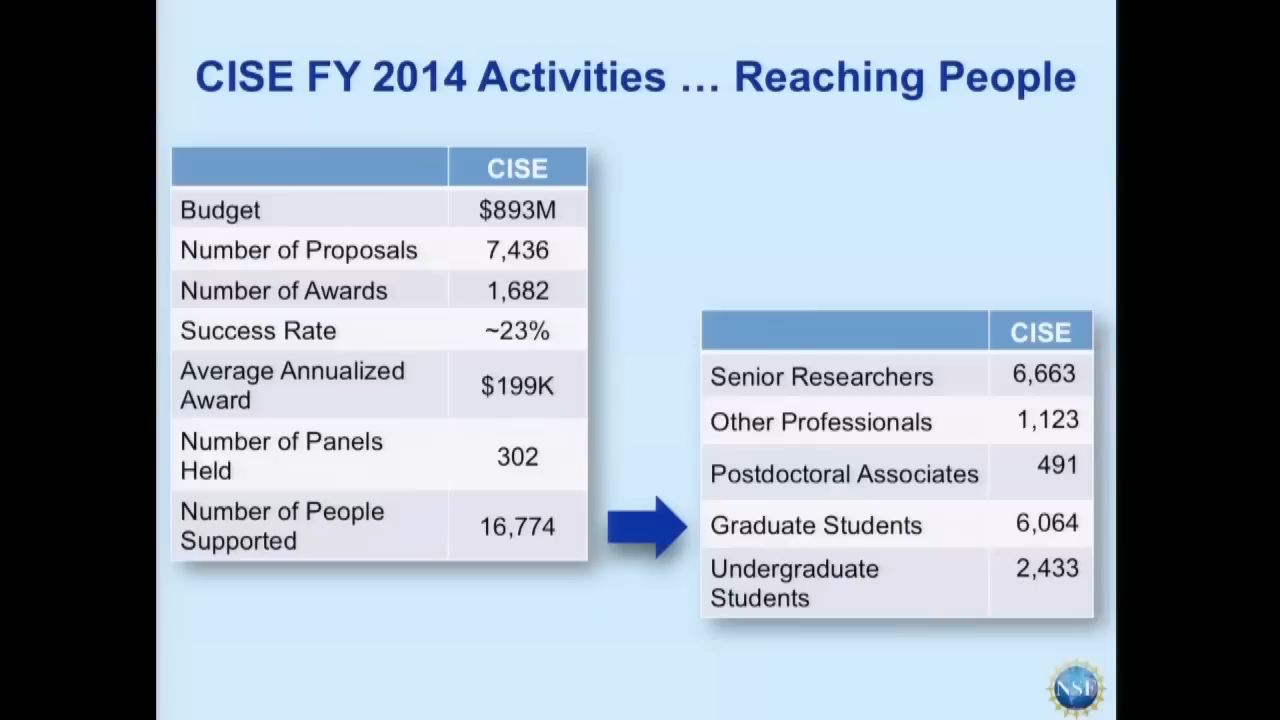 CISE FY 2014 Activities … Reaching People
CISE
Budget $893M
Number of Proposals 7,436
Number of Awards 1,682
Success Rate ~23%
Average Annualized
Award $199K
Number of Panels
Held 302
Number of People
Supported 16,774
CISE
Senior Researchers 6,663
Other Professionals 1,123
Postdoctoral Associates 491
Graduate Students 6,064
Undergraduate 2,433
Students
NSF